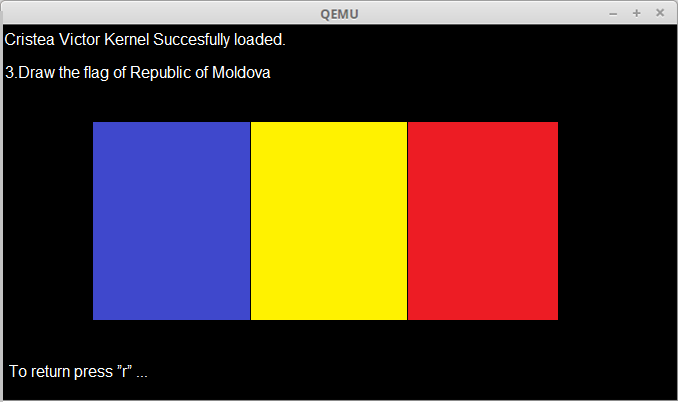 QEMU
Cristea Victor Kernel Succesfully loaded.
3.Draw the flag of Republic of Moldova
To return press ”r” ...